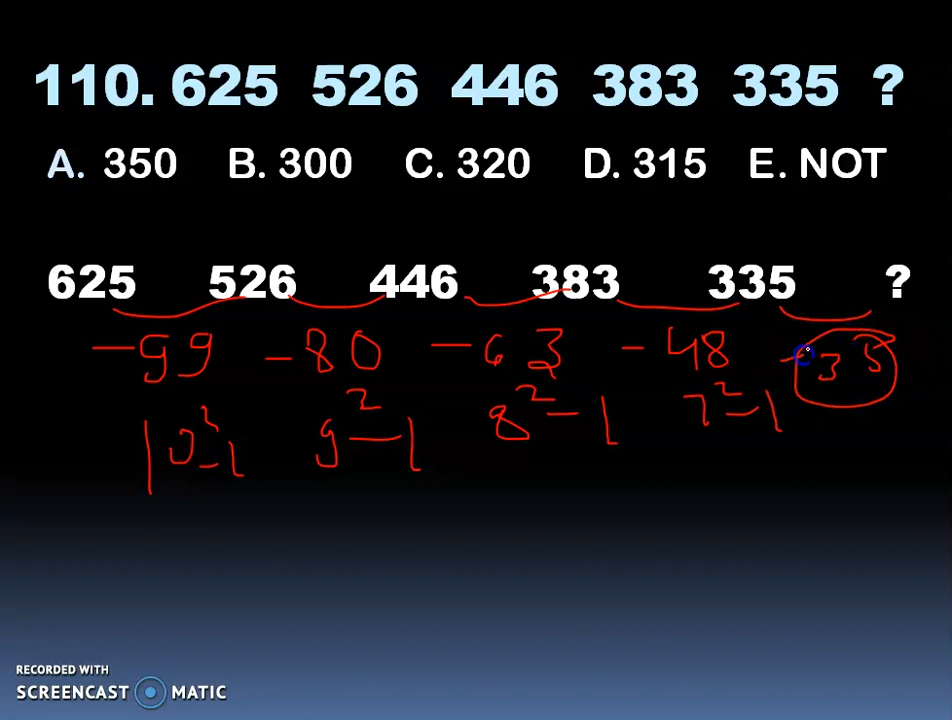 110. 625 526 446 383 335 ?
A. 350 B. 300 C. 320 D. 315 E. NOT
625 526 446 383 335 ?
-99 -80 -63 -48 -35
10²-1 9²-1 8²-1 7²-1
RECORDED WITH
SCREENCAST MATIC